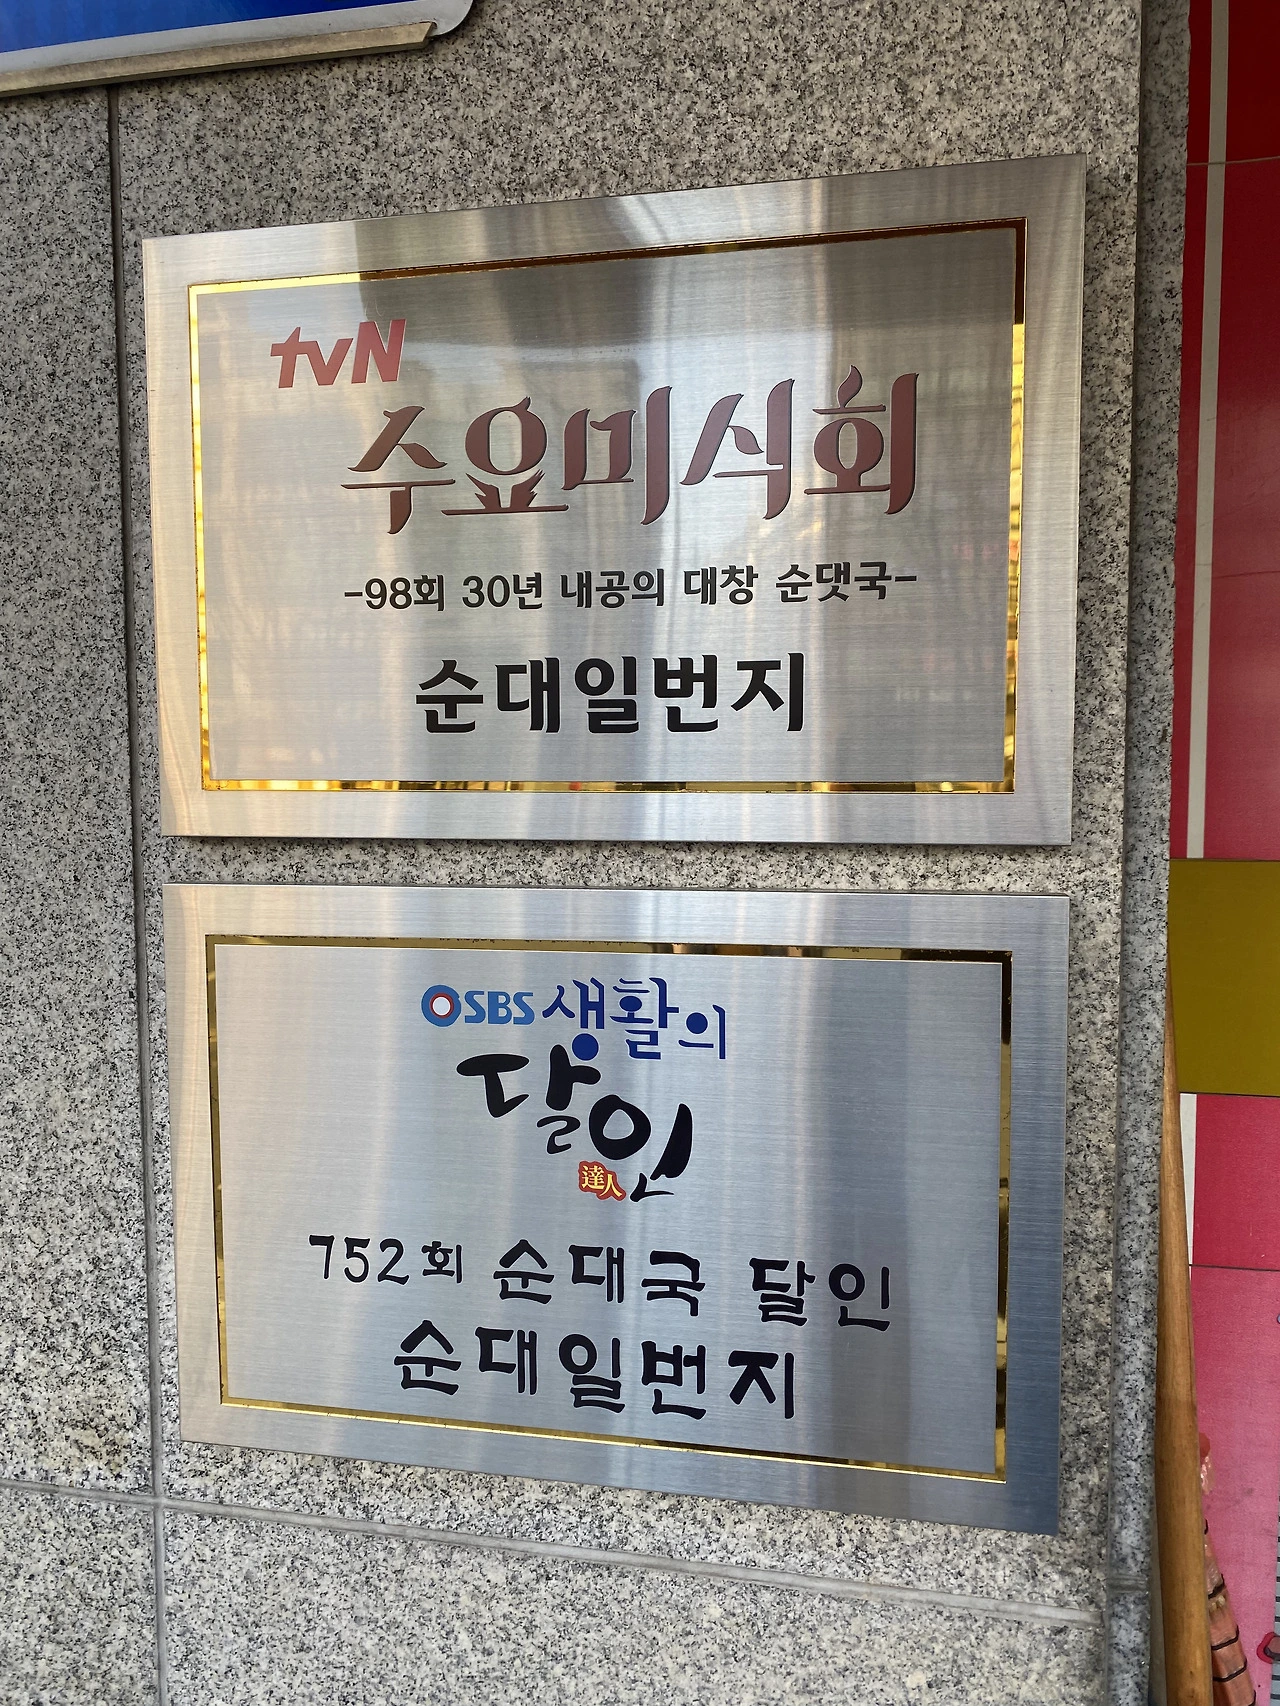 tvN
수요미식회
-98회 30년 내공의 대창 순댓국-
순대일번지
SBS 생활의
달인
達人
752회 순대국 달인
순대일번지